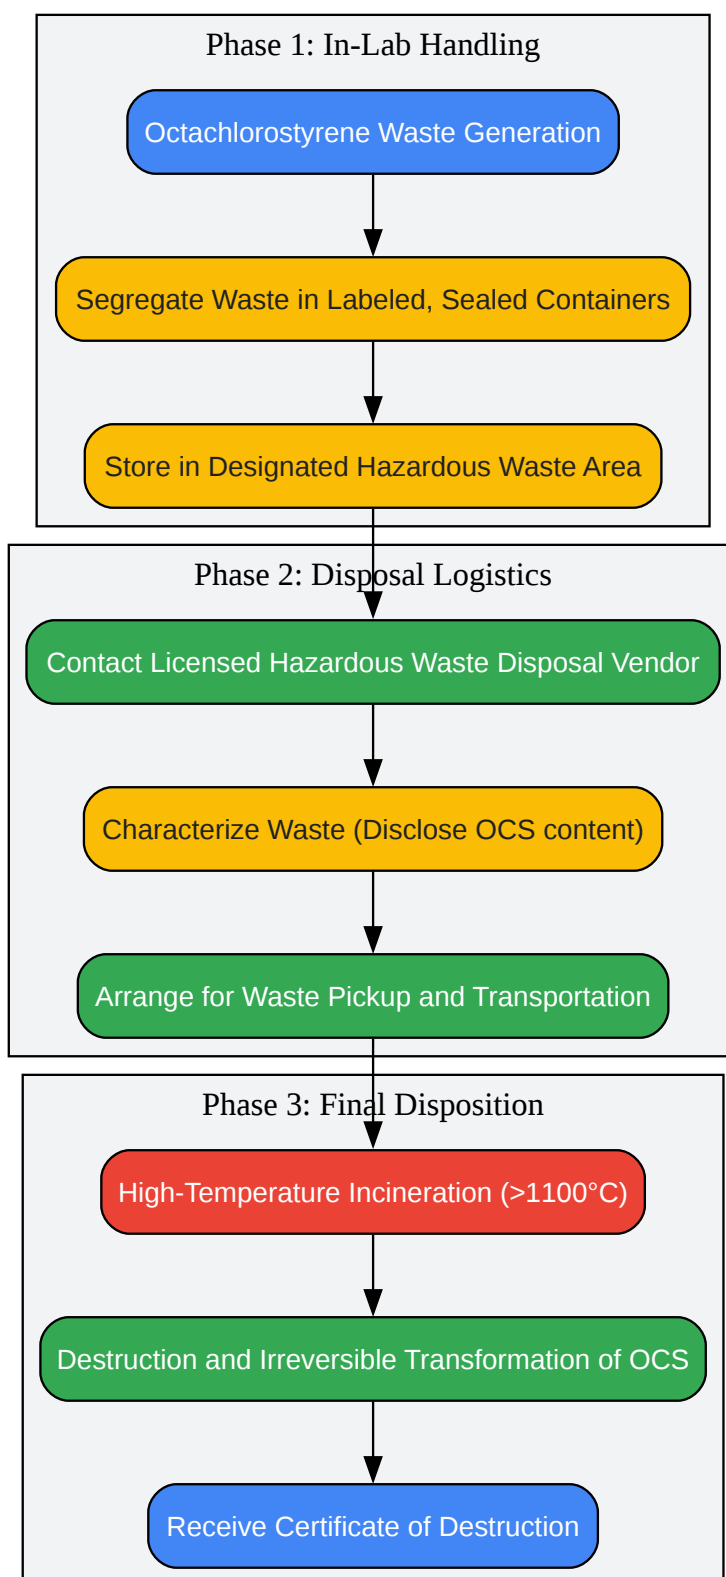 Phase 1: In-Lab Handling
Octachlorostyrene Waste Generation
Segregate Waste in Labeled, Sealed Containers
Store in Designated Hazardous Waste Area
Phase 2: Disposal Logistics
Contact Licensed Hazardous Waste Disposal Vendor
Characterize Waste (Disclose OCS content)
Arrange for Waste Pickup and Transportation
Phase 3: Final Disposition
High-Temperature Incineration (>1100°C)
Destruction and Irreversible Transformation of OCS
Receive Certificate of Destruction